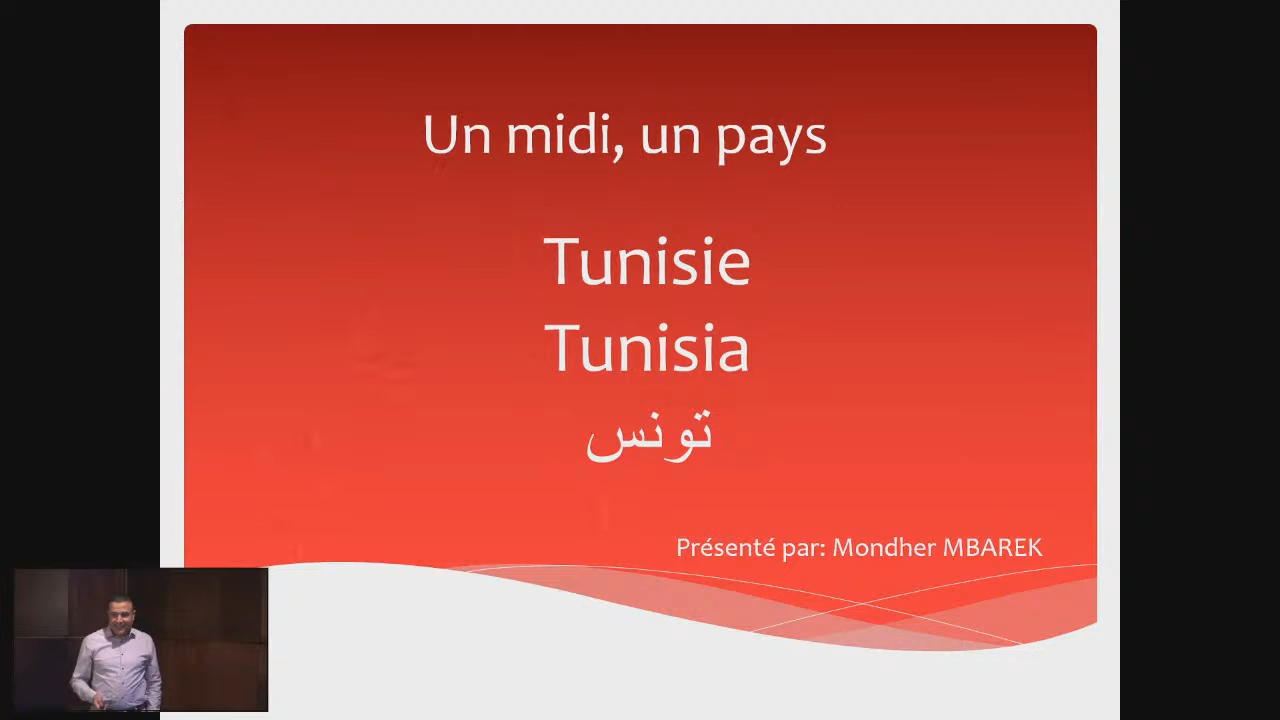 Un midi, un pays
Tunisie
Tunisia
تونس
Présenté par: Mondher MBAREK